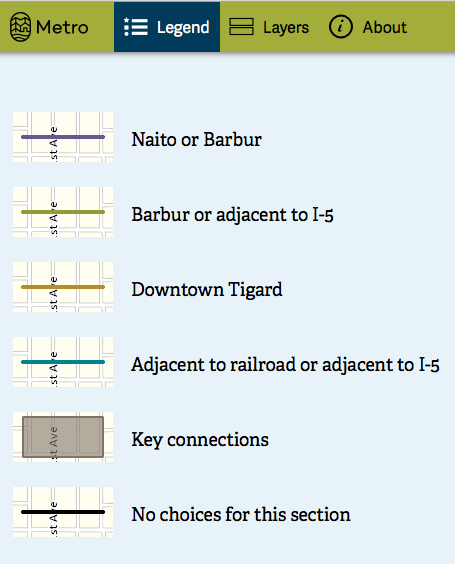 Metro
Legend
Layers
About
Naito or Barbur
st Ave
Barbur or adjacent to I-5
st Ave
Downtown Tigard
st Ave
Adjacent to railroad or adjacent to I-5
st Ave
Key connections
st Ave
No choices for this section
st Ave